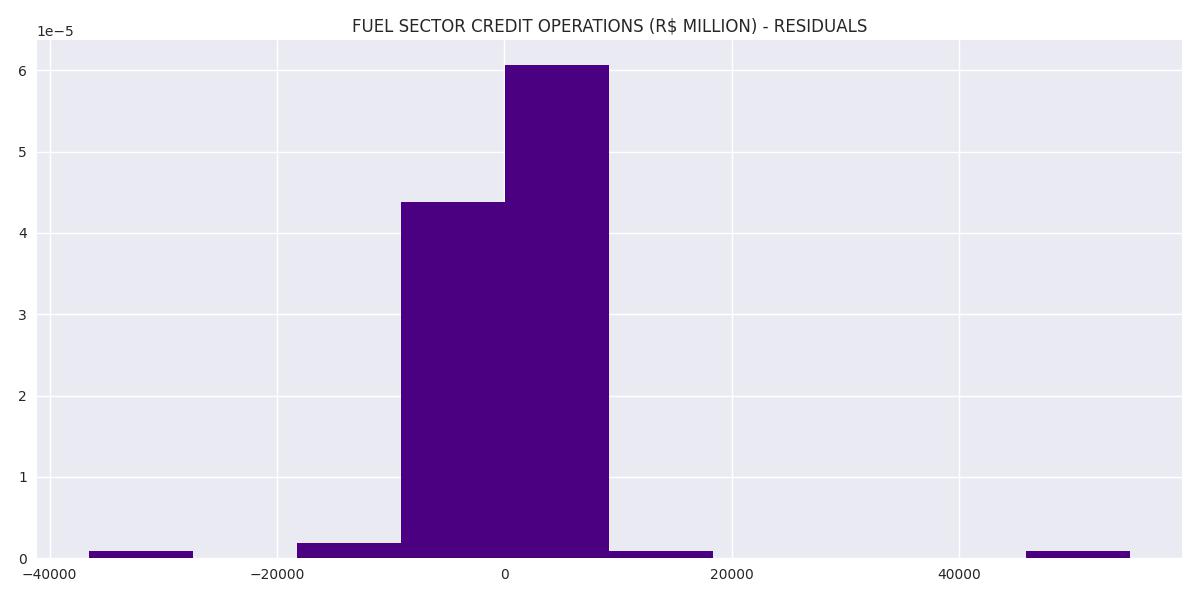 FUEL SECTOR CREDIT OPERATIONS (R$ MILLION) - RESIDUALS
1e−5
6
5
4
3
2
1
0
−40000 −20000 0 20000 40000